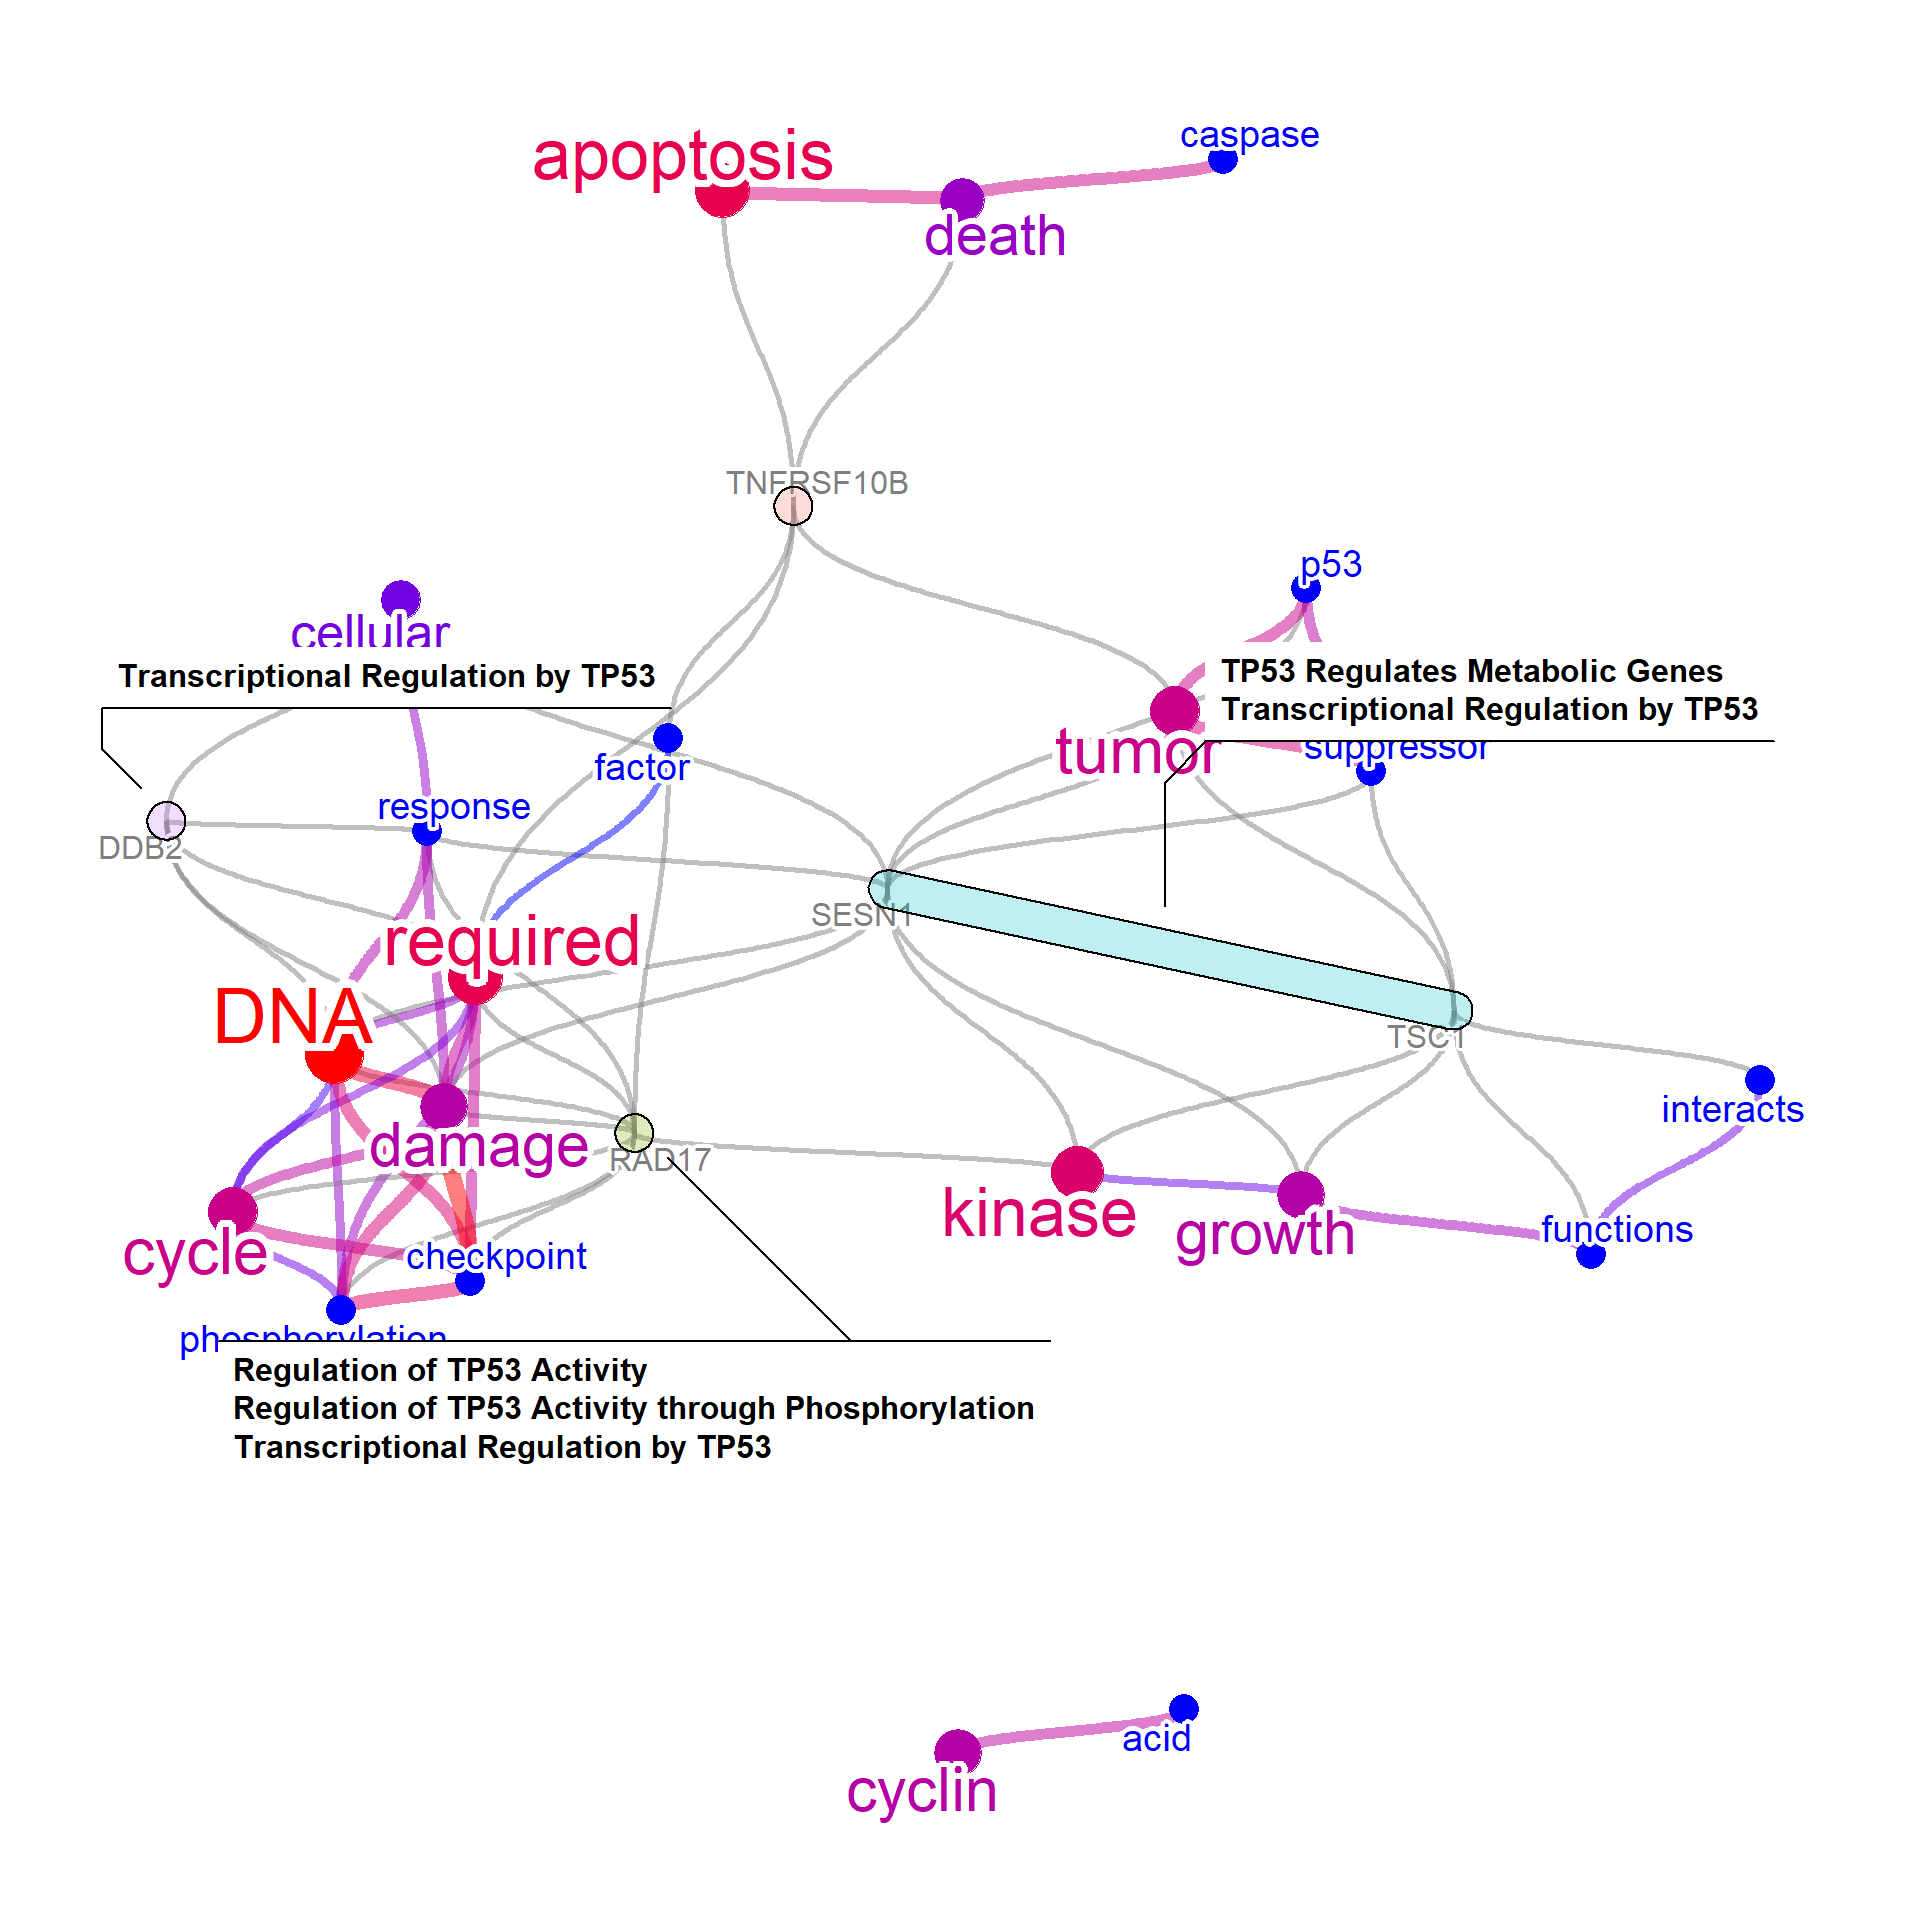 caspase
apoptosis
death
TNFRSF10B
p53
cellular
Transcriptional Regulation by TP53
TP53 Regulates Metabolic Genes
Transcriptional Regulation by TP53
tumor
suppressor
factor
response
DDB2
SESN1
required
DNA
TSC1
interacts
damage
RAD17
kinase
growth
functions
cycle
checkpoint
phosphorylation
Regulation of TP53 Activity
Regulation of TP53 Activity through Phosphorylation
Transcriptional Regulation by TP53
acid
cyclin